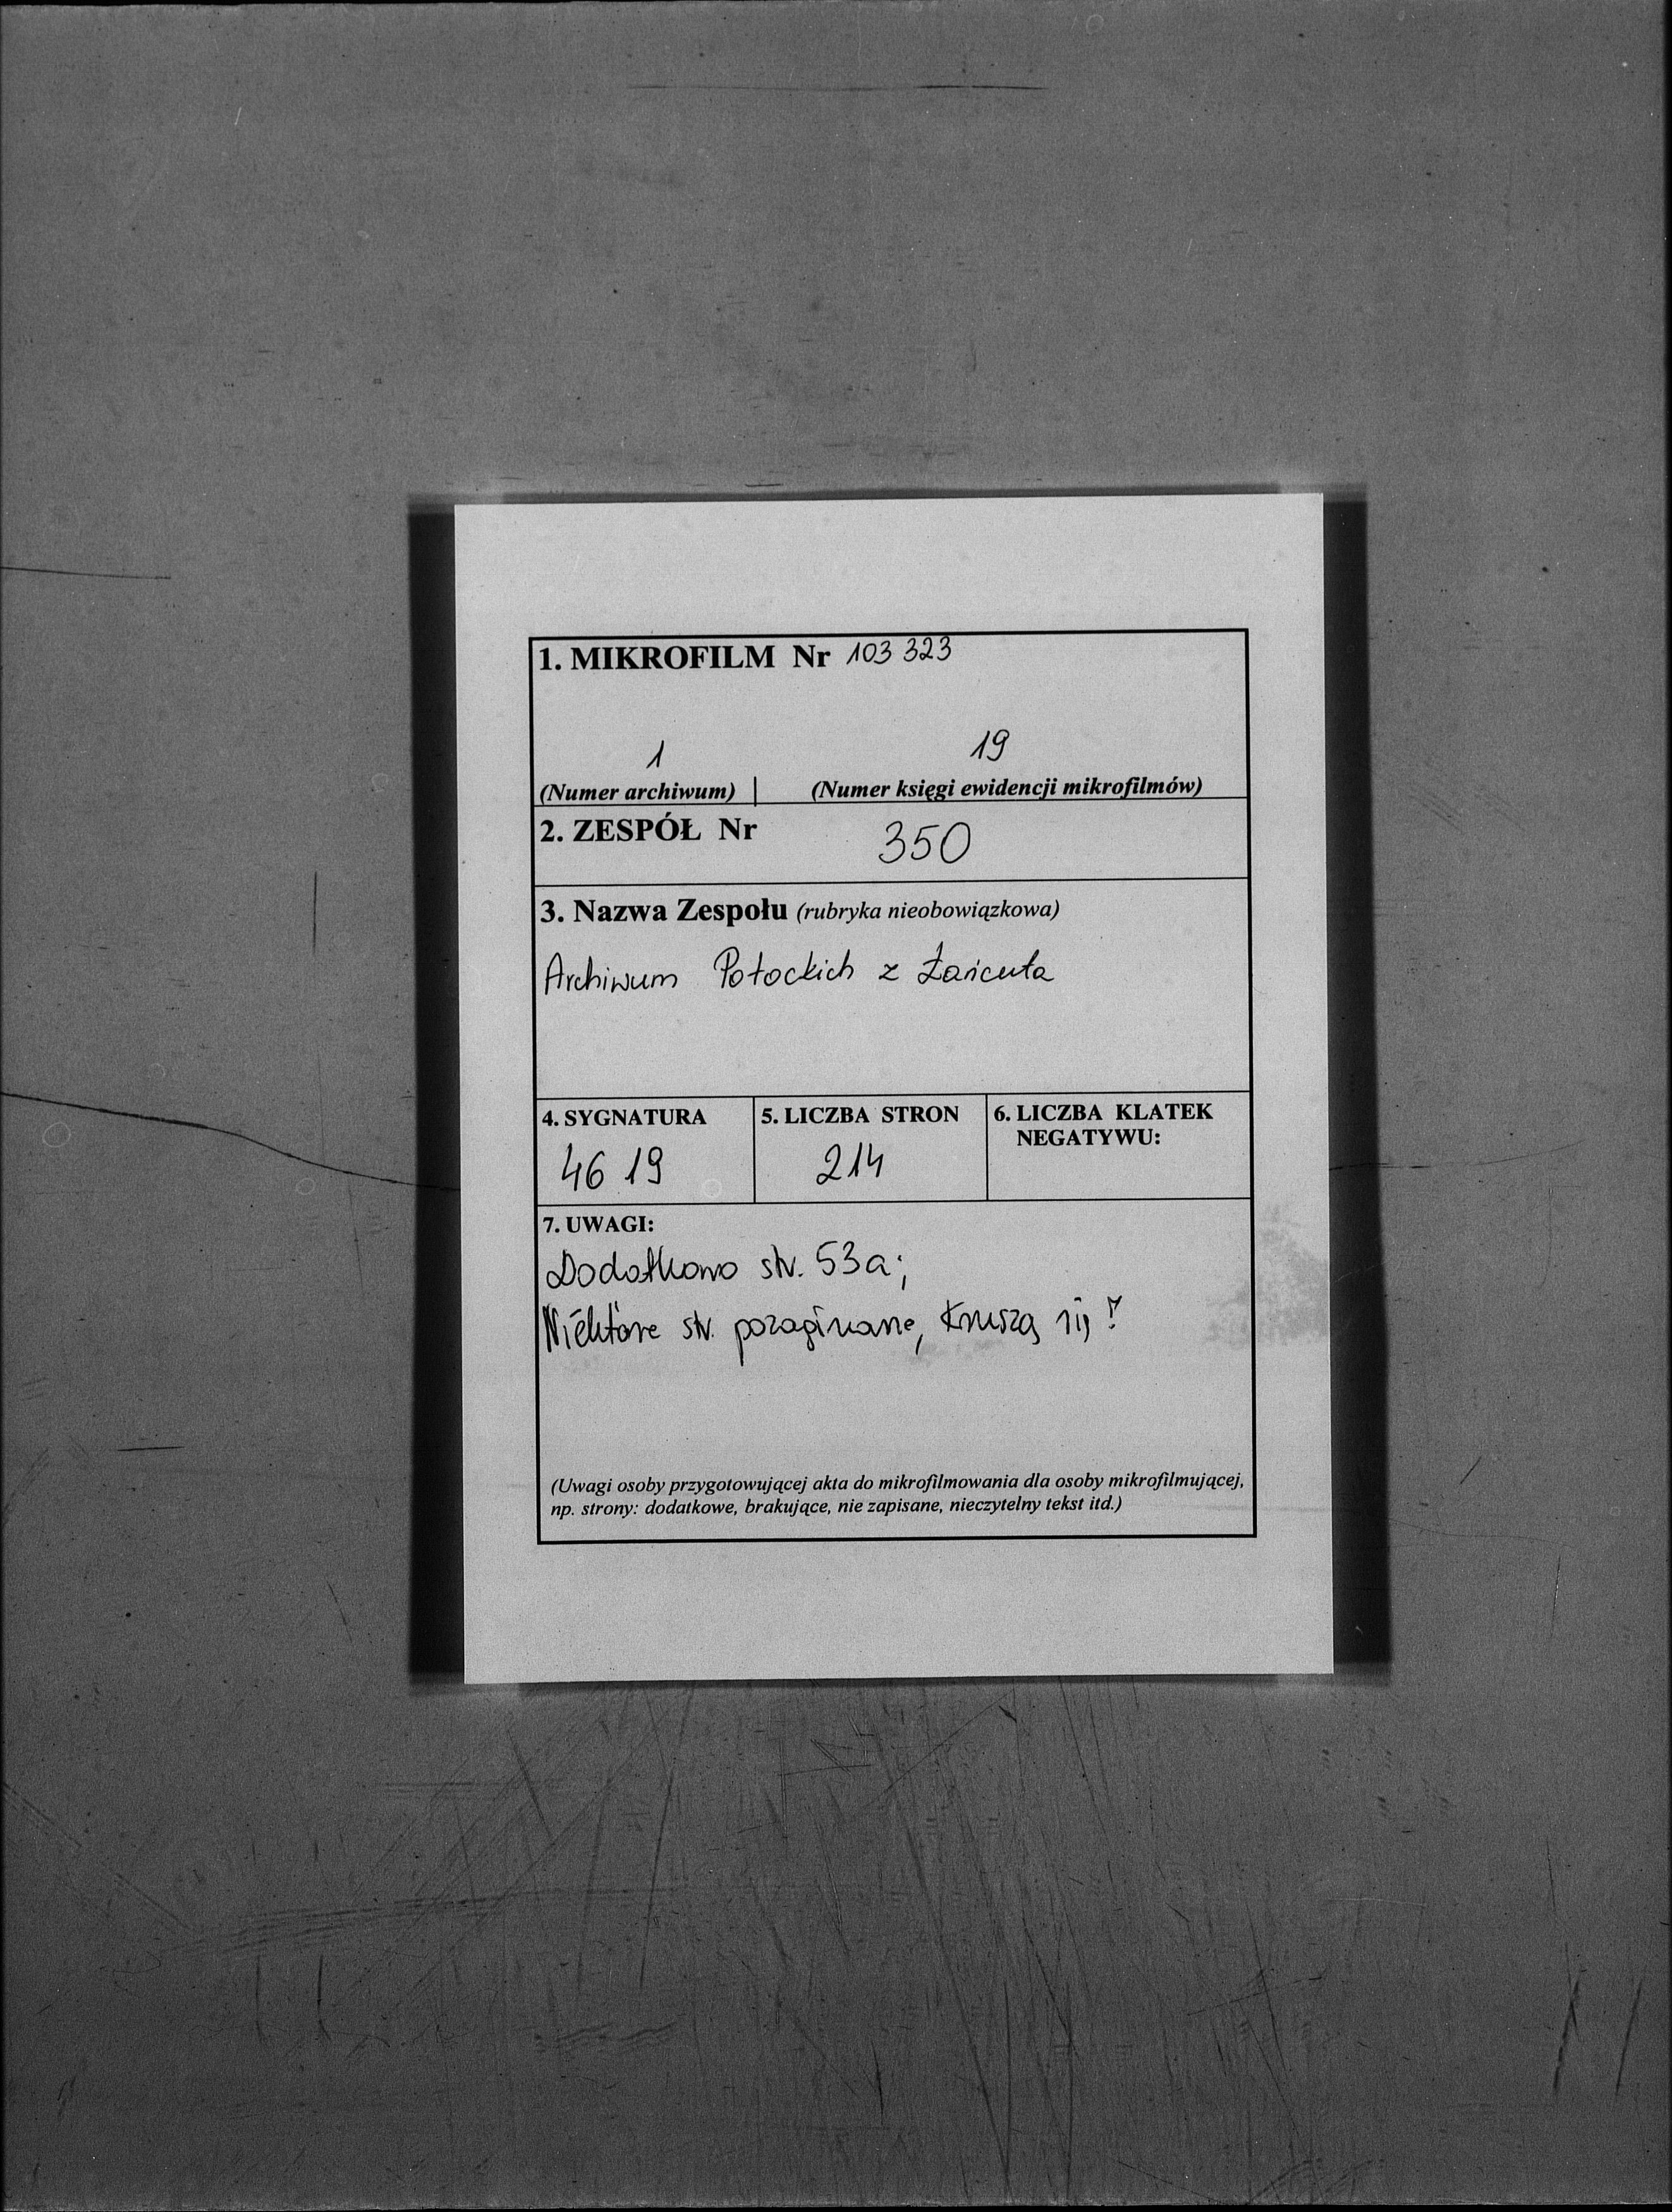 1. MIKROFILM Nr 103 323
1 19
(Numer archiwum) | (Numer księgi ewidencji mikrofilmów)
2. ZESPÓŁ Nr 350
3. Nazwa Zespołu (rubryka nieobowiązkowa)
Archiwum Potockich z Łańcuta
4. SYGNATURA 5. LICZBA STRON 6. LICZBA KLATEK
NEGATYWU:
4619 214
7. UWAGI:
Dodatkowo str. 53a;
Niektóre str. pozaginane, kruszą się!
(Uwagi osoby przygotowującej akta do mikrofilmowania dla osoby mikrofilmującej,
np. strony: dodatkowe, brakujące, nie zapisane, nieczytelny tekst itd.)